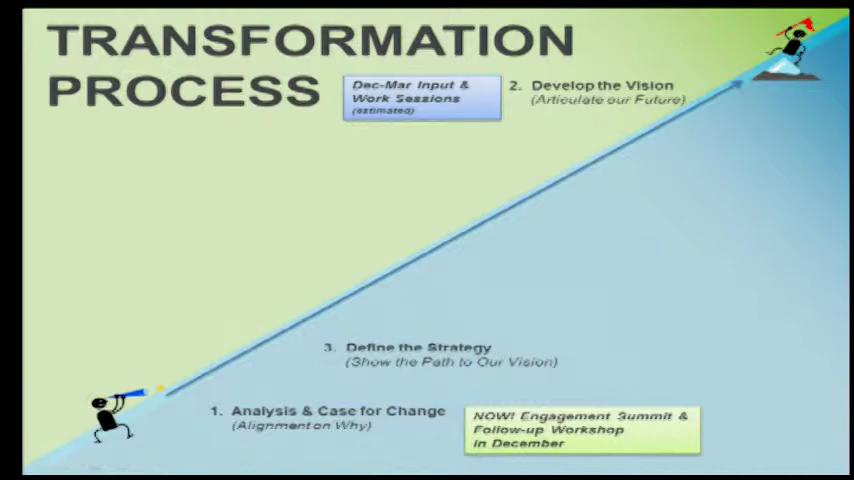 TRANSFORMATION
PROCESS
Dec-Mar Input &
Work Sessions
(estimated)
2. Develop the Vision
(Articulate our Future)
3. Define the Strategy
(Show the Path to Our Vision)
1. Analysis & Case for Change
(Alignment on Why)
NOW! Engagement Summit &
Follow-up Workshop
in December